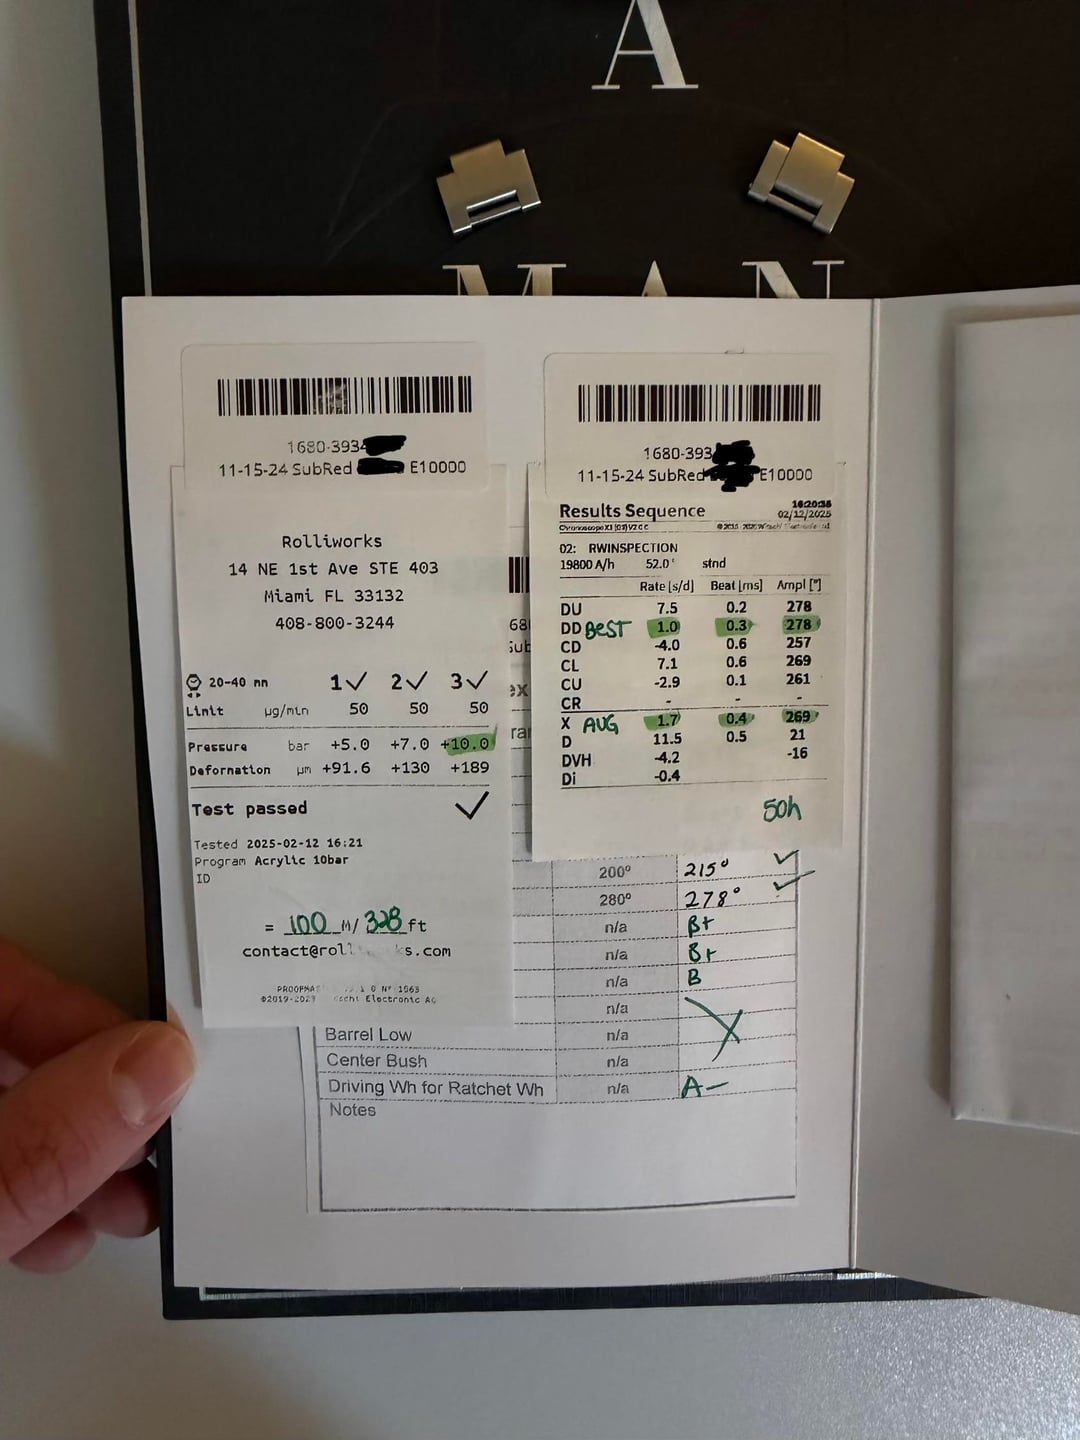 A
MAN
1680-393
11-15-24 SubRed E10000
Rolliworks
14 NE 1st Ave STE 403
Miami FL 33132
408-800-3244
20-40 mm 1✓ 2✓ 3✓
Limit µg/min 50 50 50
Pressure bar +5.0 +7.0 +10.0
Deformation µm +91.6 +130 +189
Test passed ✓
Tested 2025-02-12 16:21
Program Acrylic 10bar
ID
= 100 M/ 328 ft
contact@rol ks.com
Electronic AG
1680-393
11-15-24 SubRed E10000
Results Sequence 16:20:35
02/12/2025
02: RWINSPECTION
19800 A/h 52.0° stnd
Rate [s/d] Beat [ms] Ampl [°]
DU 7.5 0.2 278
DD BEST 1.0 0.3 278
CD -4.0 0.6 257
CL 7.1 0.6 269
CU -2.9 0.1 261
CR - - -
X AVG 1.7 0.4 269
D 11.5 0.5 21
DVH -4.2 -16
Di -0.4
50h
200° 215° ✓
280° 278° ✓
n/a B+
n/a B+
n/a B
n/a
Barrel Low n/a
Center Bush n/a
Driving Wh for Ratchet Wh n/a A-
Notes